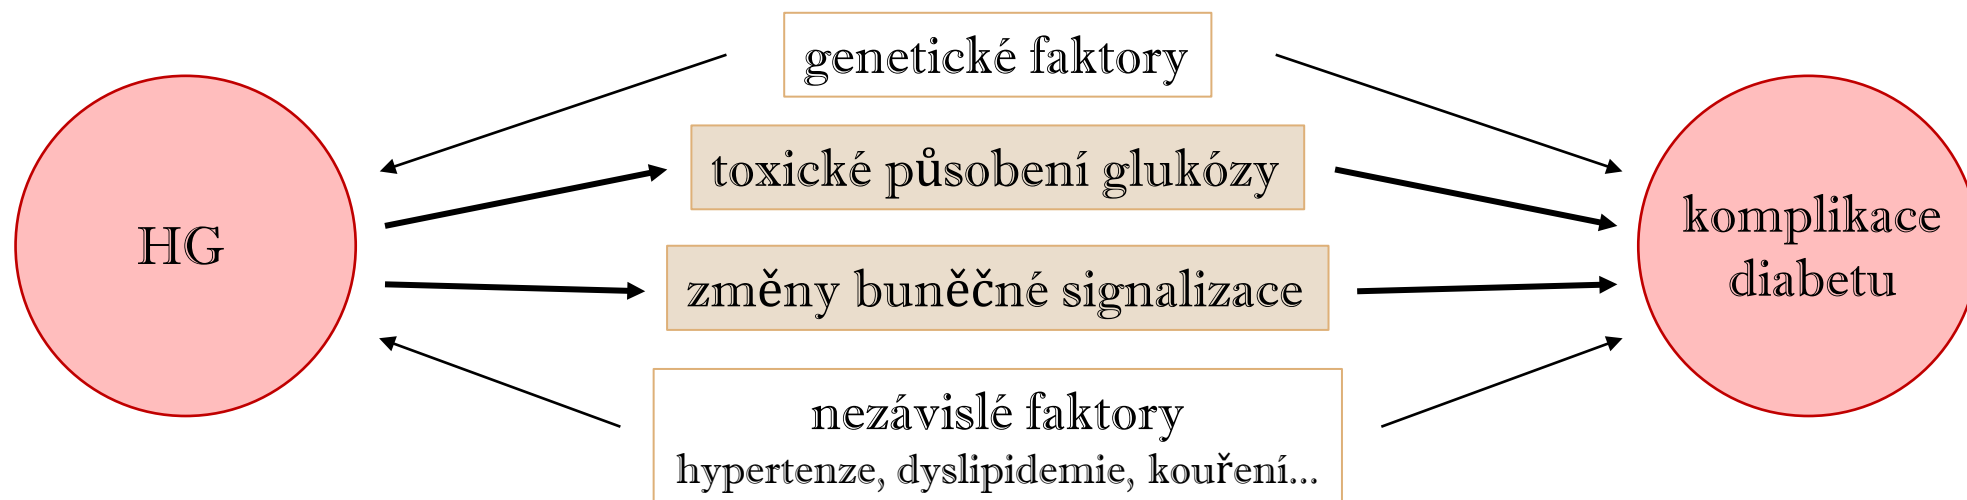 genetické faktory
toxické působení glukózy
HG
komplikace
diabetu
změny buněčné signalizace
nezávislé faktory
hypertenze, dyslipidemie, kouření...